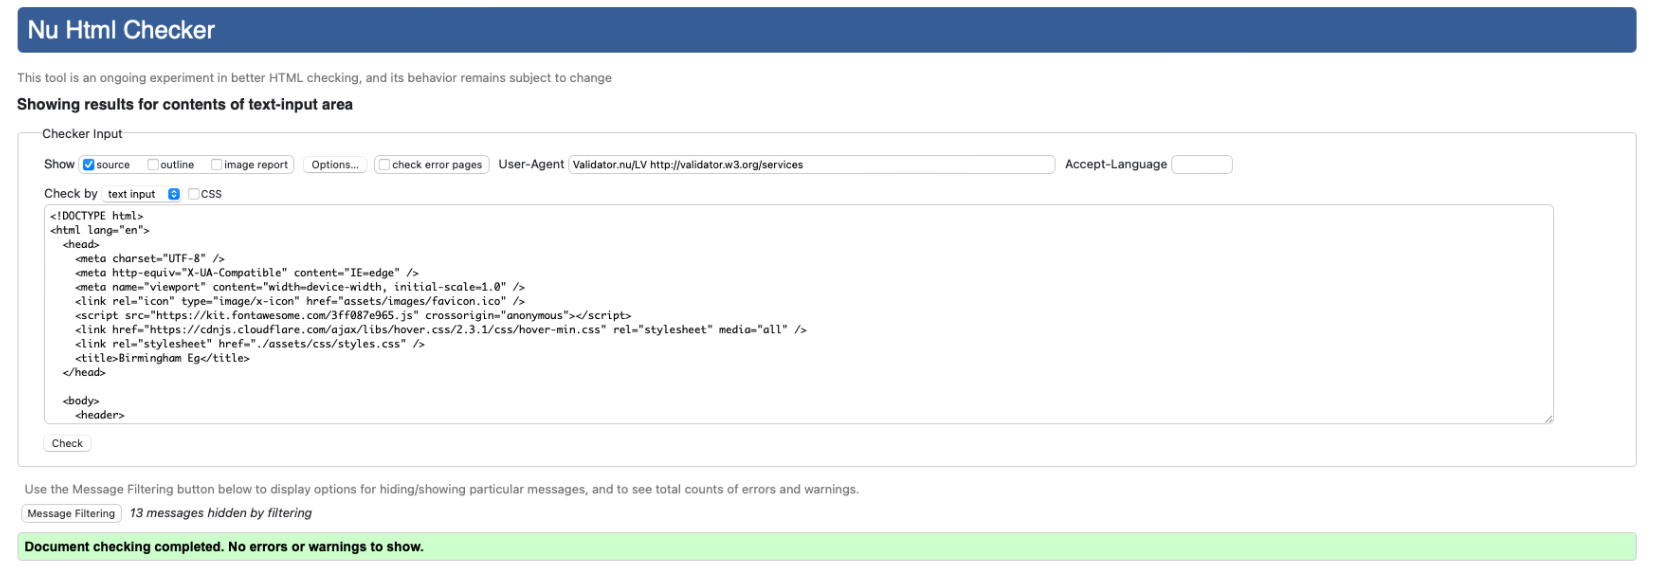 Nu Html Checker
This tool is an ongoing experiment in better HTML checking, and its behavior remains subject to change
Showing results for contents of text-input area
Checker Input
Show source outline image report Options... check error pages User-Agent Validator.nu/LV http://validator.w3.org/services Accept-Language
Check by text input CSS
<!DOCTYPE html>
<html lang="en">
  <head>
    <meta charset="UTF-8" />
    <meta http-equiv="X-UA-Compatible" content="IE=edge" />
    <meta name="viewport" content="width=device-width, initial-scale=1.0" />
    <link rel="icon" type="image/x-icon" href="assets/images/favicon.ico" />
    <script src="https://kit.fontawesome.com/3ff087e965.js" crossorigin="anonymous"></script>
    <link href="https://cdnjs.cloudflare.com/ajax/libs/hover.css/2.3.1/css/hover-min.css" rel="stylesheet" media="all" />
    <link rel="stylesheet" href="./assets/css/styles.css" />
    <title>Birmingham Eg</title>
  </head>
  <body>
    <header>
Check
Use the Message Filtering button below to display options for hiding/showing particular messages, and to see total counts of errors and warnings.
Message Filtering 13 messages hidden by filtering
Document checking completed. No errors or warnings to show.